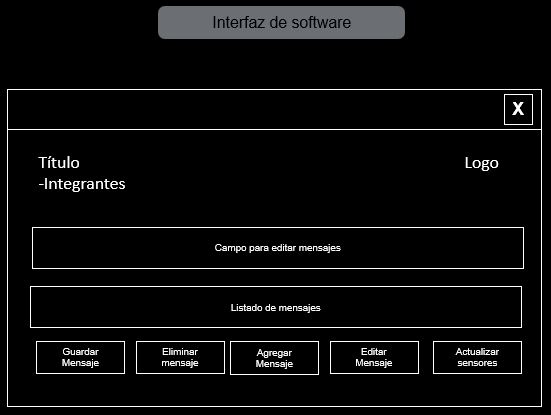 Interfaz de software
X
Título
Logo
-Integrantes
Campo para editar mensajes
Listado de mensajes
Guardar
Mensaje
Eliminar
mensaje
Agregar
Mensaje
Editar
Mensaje
Actualizar
sensores